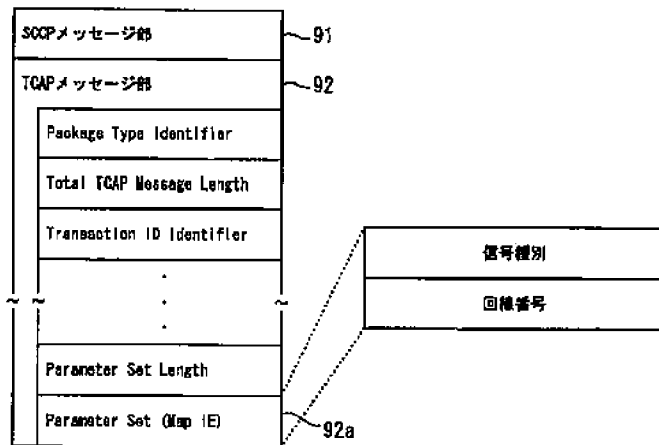 SCCPメッセージ部
91
TCAPメッセージ部
92
Package Type Identifier
Total TCAP Message Length
Transaction ID Identifier
信号種別
回線番号
Parameter Set Length
Parameter Set (Map IE)
92a